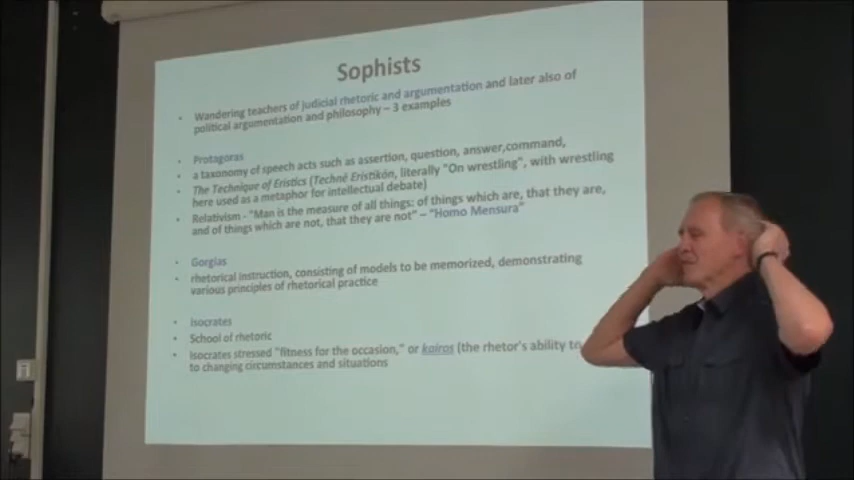 Sophists
• Wandering teachers of judicial rhetoric and argumentation and later also of
political argumentation and philosophy – 3 examples
• Protagoras
• a taxonomy of speech acts such as assertion, question, answer,command,
• The Technique of Eristics (Technē Eristikōn, literally "On wrestling", with wrestling
here used as a metaphor for intellectual debate)
• Relativism - "Man is the measure of all things: of things which are, that they are,
and of things which are not, that they are not" – "Homo Mensura"
• Gorgias
• rhetorical instruction, consisting of models to be memorized, demonstrating
various principles of rhetorical practice
• Isocrates
• School of rhetoric
• Isocrates stressed "fitness for the occasion," or kairos (the rhetor's ability to
to changing circumstances and situations